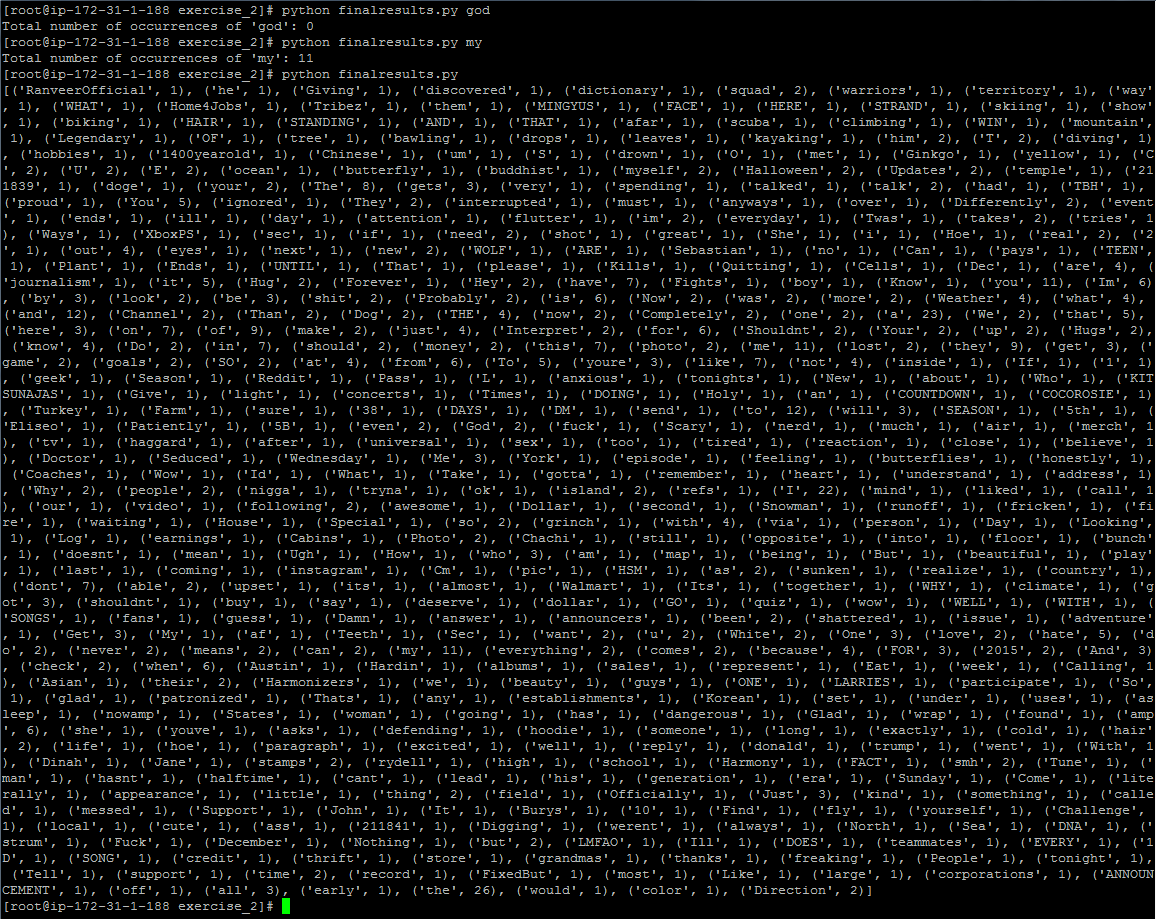 [root@ip-172-31-1-188 exercise_2]# python finalresults.py god
Total number of occurrences of 'god': 0
[root@ip-172-31-1-188 exercise_2]# python finalresults.py my
Total number of occurrences of 'my': 11
[root@ip-172-31-1-188 exercise_2]# python finalresults.py
[('RanveerOfficial', 1), ('he', 1), ('Giving', 1), ('discovered', 1), ('dictionary', 1), ('squad', 2), ('warriors', 1), ('territory', 1), ('way'
, 1), ('WHAT', 1), ('Home4Jobs', 1), ('Tribez', 1), ('them', 1), ('MINGYUS', 1), ('FACE', 1), ('HERE', 1), ('STRAND', 1), ('skiing', 1), ('show'
, 1), ('biking', 1), ('HAIR', 1), ('STANDING', 1), ('AND', 1), ('THAT', 1), ('afar', 1), ('scuba', 1), ('climbing', 1), ('WIN', 1), ('mountain',
 1), ('Legendary', 1), ('OF', 1), ('tree', 1), ('bawling', 1), ('drops', 1), ('leaves', 1), ('kayaking', 1), ('him', 2), ('T', 2), ('diving', 1)
, ('hobbies', 1), ('1400yearold', 1), ('Chinese', 1), ('um', 1), ('S', 1), ('drown', 1), ('O', 1), ('met', 1), ('Ginkgo', 1), ('yellow', 1), ('C
', 2), ('U', 2), ('E', 2), ('ocean', 1), ('butterfly', 1), ('buddhist', 1), ('myself', 2), ('Halloween', 2), ('Updates', 2), ('temple', 1), ('21
1839', 1), ('doge', 1), ('your', 2), ('The', 8), ('gets', 3), ('very', 1), ('spending', 1), ('talked', 1), ('talk', 2), ('had', 1), ('TBH', 1),
('proud', 1), ('You', 5), ('ignored', 1), ('They', 2), ('interrupted', 1), ('must', 1), ('anyways', 1), ('over', 1), ('Differently', 2), ('event
', 1), ('ends', 1), ('ill', 1), ('day', 1), ('attention', 1), ('flutter', 1), ('im', 2), ('everyday', 1), ('Twas', 1), ('takes', 2), ('tries', 1
), ('Ways', 1), ('XboxPS', 1), ('sec', 1), ('if', 1), ('need', 2), ('shot', 1), ('great', 1), ('She', 1), ('i', 1), ('Hoe', 1), ('real', 2), ('2
', 1), ('out', 4), ('eyes', 1), ('next', 1), ('new', 2), ('WOLF', 1), ('ARE', 1), ('Sebastian', 1), ('no', 1), ('Can', 1), ('pays', 1), ('TEEN',
 1), ('Plant', 1), ('Ends', 1), ('UNTIL', 1), ('That', 1), ('please', 1), ('Kills', 1), ('Quitting', 1), ('Cells', 1), ('Dec', 1), ('are', 4), (
'journalism', 1), ('it', 5), ('Hug', 2), ('Forever', 1), ('Hey', 2), ('have', 7), ('Fights', 1), ('boy', 1), ('Know', 1), ('you', 11), ('Im', 6)
, ('by', 3), ('look', 2), ('be', 3), ('shit', 2), ('Probably', 2), ('is', 6), ('Now', 2), ('was', 2), ('more', 2), ('Weather', 4), ('what', 4),
('and', 12), ('Channel', 2), ('Than', 2), ('Dog', 2), ('THE', 4), ('now', 2), ('Completely', 2), ('one', 2), ('a', 23), ('We', 2), ('that', 5),
('here', 3), ('on', 7), ('of', 9), ('make', 2), ('just', 4), ('Interpret', 2), ('for', 6), ('Shouldnt', 2), ('Your', 2), ('up', 2), ('Hugs', 2),
 ('know', 4), ('Do', 2), ('in', 7), ('should', 2), ('money', 2), ('this', 7), ('photo', 2), ('me', 11), ('lost', 2), ('they', 9), ('get', 3), ('
game', 2), ('goals', 2), ('SO', 2), ('at', 4), ('from', 6), ('To', 5), ('youre', 3), ('like', 7), ('not', 4), ('inside', 1), ('If', 1), ('1', 1)
, ('geek', 1), ('Season', 1), ('Reddit', 1), ('Pass', 1), ('L', 1), ('anxious', 1), ('tonights', 1), ('New', 1), ('about', 1), ('Who', 1), ('KIT
SUNAJAS', 1), ('Give', 1), ('light', 1), ('concerts', 1), ('Times', 1), ('DOING', 1), ('Holy', 1), ('an', 1), ('COUNTDOWN', 1), ('COCOROSIE', 1)
, ('Turkey', 1), ('Farm', 1), ('sure', 1), ('38', 1), ('DAYS', 1), ('DM', 1), ('send', 1), ('to', 12), ('will', 3), ('SEASON', 1), ('5th', 1), (
'Eliseo', 1), ('Patiently', 1), ('5B', 1), ('even', 2), ('God', 2), ('fuck', 1), ('Scary', 1), ('nerd', 1), ('much', 1), ('air', 1), ('merch', 1
), ('tv', 1), ('haggard', 1), ('after', 1), ('universal', 1), ('sex', 1), ('too', 1), ('tired', 1), ('reaction', 1), ('close', 1), ('believe', 1
), ('Doctor', 1), ('Seduced', 1), ('Wednesday', 1), ('Me', 3), ('York', 1), ('episode', 1), ('feeling', 1), ('butterflies', 1), ('honestly', 1),
 ('Coaches', 1), ('Wow', 1), ('Id', 1), ('What', 1), ('Take', 1), ('gotta', 1), ('remember', 1), ('heart', 1), ('understand', 1), ('address', 1)
, ('Why', 2), ('people', 2), ('nigga', 1), ('tryna', 1), ('ok', 1), ('island', 2), ('refs', 1), ('I', 22), ('mind', 1), ('liked', 1), ('call', 1
), ('our', 1), ('video', 1), ('following', 2), ('awesome', 1), ('Dollar', 1), ('second', 1), ('Snowman', 1), ('runoff', 1), ('fricken', 1), ('fi
re', 1), ('waiting', 1), ('House', 1), ('Special', 1), ('so', 2), ('grinch', 1), ('with', 4), ('via', 1), ('person', 1), ('Day', 1), ('Looking',
 1), ('Log', 1), ('earnings', 1), ('Cabins', 1), ('Photo', 2), ('Chachi', 1), ('still', 1), ('opposite', 1), ('into', 1), ('floor', 1), ('bunch'
, 1), ('doesnt', 1), ('mean', 1), ('Ugh', 1), ('How', 1), ('who', 3), ('am', 1), ('map', 1), ('being', 1), ('But', 1), ('beautiful', 1), ('play'
, 1), ('last', 1), ('coming', 1), ('instagram', 1), ('Cm', 1), ('pic', 1), ('HSM', 1), ('as', 2), ('sunken', 1), ('realize', 1), ('country', 1),
 ('dont', 7), ('able', 2), ('upset', 1), ('its', 1), ('almost', 1), ('Walmart', 1), ('Its', 1), ('together', 1), ('WHY', 1), ('climate', 1), ('g
ot', 3), ('shouldnt', 1), ('buy', 1), ('say', 1), ('deserve', 1), ('dollar', 1), ('GO', 1), ('quiz', 1), ('wow', 1), ('WELL', 1), ('WITH', 1), (
'SONGS', 1), ('fans', 1), ('guess', 1), ('Damn', 1), ('answer', 1), ('announcers', 1), ('been', 2), ('shattered', 1), ('issue', 1), ('adventure'
, 1), ('Get', 3), ('My', 1), ('af', 1), ('Teeth', 1), ('Sec', 1), ('want', 2), ('u', 2), ('White', 2), ('One', 3), ('love', 2), ('hate', 5), ('d
o', 2), ('never', 2), ('means', 2), ('can', 2), ('my', 11), ('everything', 2), ('comes', 2), ('because', 4), ('FOR', 3), ('2015', 2), ('And', 3)
, ('check', 2), ('when', 6), ('Austin', 1), ('Hardin', 1), ('albums', 1), ('sales', 1), ('represent', 1), ('Eat', 1), ('week', 1), ('Calling', 1
), ('Asian', 1), ('their', 2), ('Harmonizers', 1), ('we', 1), ('beauty', 1), ('guys', 1), ('ONE', 1), ('LARRIES', 1), ('participate', 1), ('So',
 1), ('glad', 1), ('patronized', 1), ('Thats', 1), ('any', 1), ('establishments', 1), ('Korean', 1), ('set', 1), ('under', 1), ('uses', 1), ('as
leep', 1), ('nowamp', 1), ('States', 1), ('woman', 1), ('going', 1), ('has', 1), ('dangerous', 1), ('Glad', 1), ('wrap', 1), ('found', 1), ('amp
', 6), ('she', 1), ('youve', 1), ('asks', 1), ('defending', 1), ('hoodie', 1), ('someone', 1), ('long', 1), ('exactly', 1), ('cold', 1), ('hair'
, 2), ('life', 1), ('hoe', 1), ('paragraph', 1), ('excited', 1), ('well', 1), ('reply', 1), ('donald', 1), ('trump', 1), ('went', 1), ('With', 1
), ('Dinah', 1), ('Jane', 1), ('stamps', 2), ('rydell', 1), ('high', 1), ('school', 1), ('Harmony', 1), ('FACT', 1), ('smh', 2), ('Tune', 1), ('
man', 1), ('hasnt', 1), ('halftime', 1), ('cant', 1), ('lead', 1), ('his', 1), ('generation', 1), ('era', 1), ('Sunday', 1), ('Come', 1), ('lite
rally', 1), ('appearance', 1), ('little', 1), ('thing', 2), ('field', 1), ('Officially', 1), ('Just', 3), ('kind', 1), ('something', 1), ('calle
d', 1), ('messed', 1), ('Support', 1), ('John', 1), ('It', 1), ('Burys', 1), ('10', 1), ('Find', 1), ('fly', 1), ('yourself', 1), ('Challenge',
1), ('local', 1), ('cute', 1), ('ass', 1), ('211841', 1), ('Digging', 1), ('werent', 1), ('always', 1), ('North', 1), ('Sea', 1), ('DNA', 1), ('
strum', 1), ('Fuck', 1), ('December', 1), ('Nothing', 1), ('but', 2), ('LMFAO', 1), ('Ill', 1), ('DOES', 1), ('teammates', 1), ('EVERY', 1), ('1
D', 1), ('SONG', 1), ('credit', 1), ('thrift', 1), ('store', 1), ('grandmas', 1), ('thanks', 1), ('freaking', 1), ('People', 1), ('tonight', 1),
 ('Tell', 1), ('support', 1), ('time', 2), ('record', 1), ('FixedBut', 1), ('most', 1), ('Like', 1), ('large', 1), ('corporations', 1), ('ANNOUN
CEMENT', 1), ('off', 1), ('all', 3), ('early', 1), ('the', 26), ('would', 1), ('color', 1), ('Direction', 2)]
[root@ip-172-31-1-188 exercise_2]#